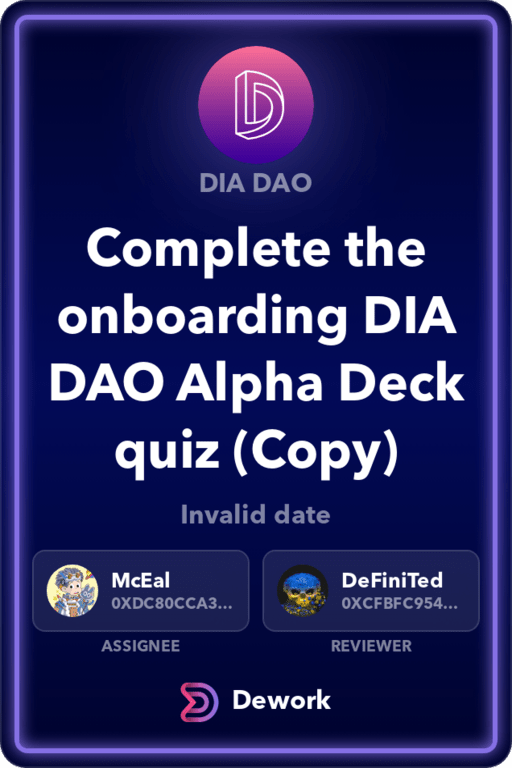 DIA DAO
Complete the
onboarding DIA
DAO Alpha Deck
quiz (Copy)
Invalid date
McEal
0XDC80CCA3...
ASSIGNEE
DeFiniTed
0XCFBFC954...
REVIEWER
Dework